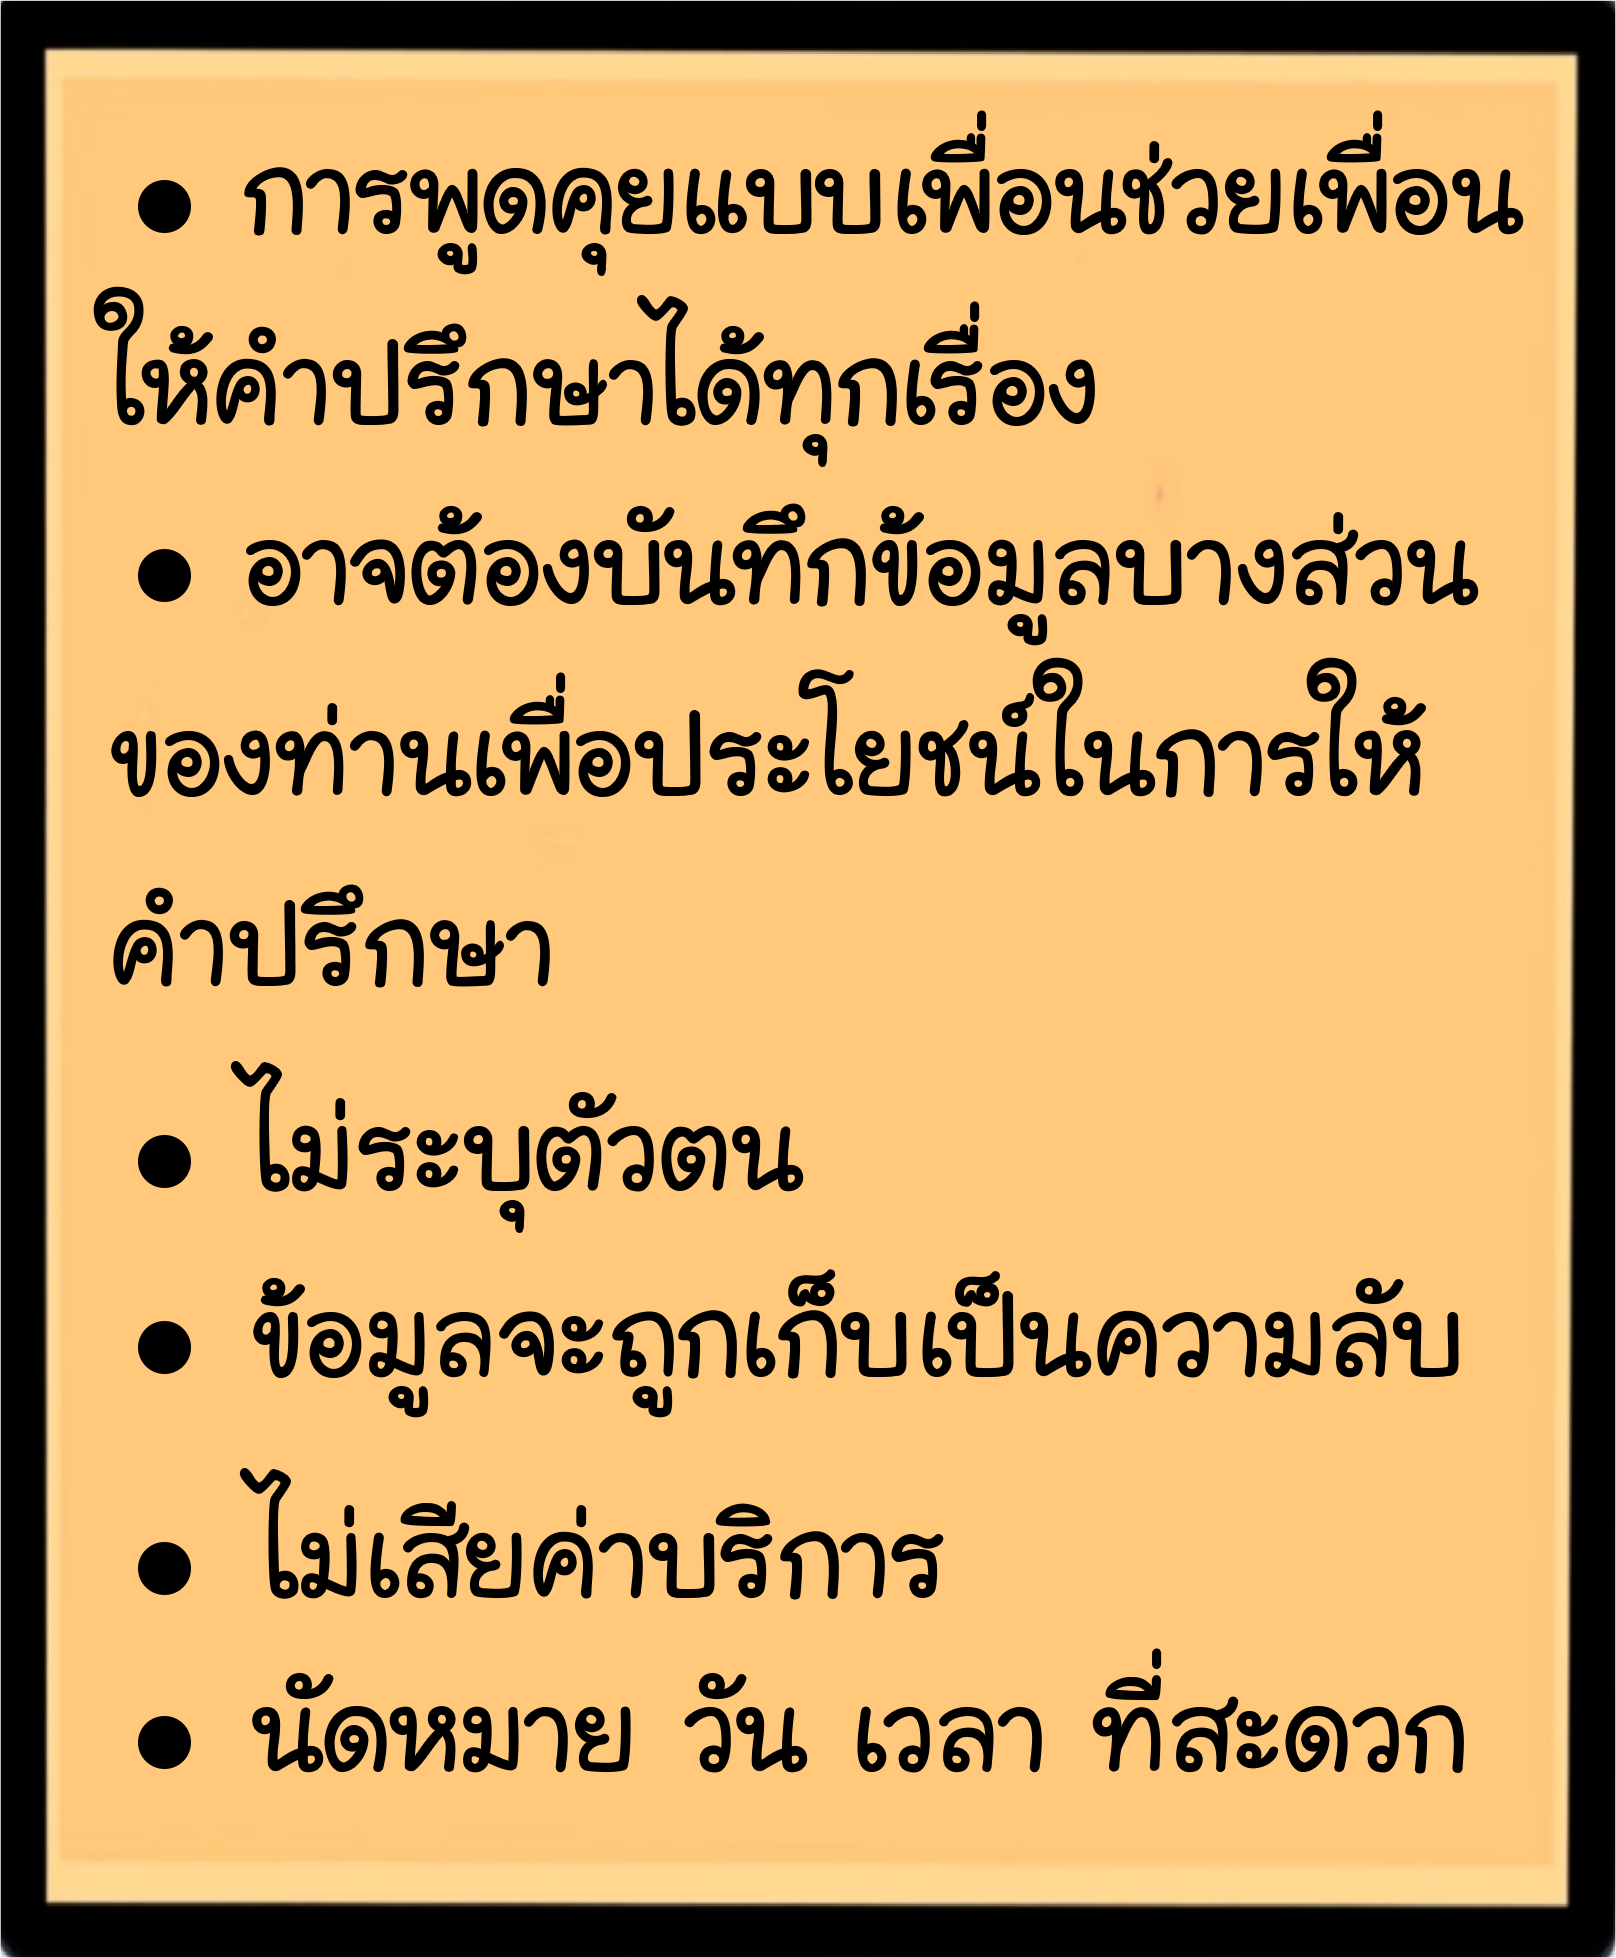 • การพูดคุยแบบเพื่อนช่วยเพื่อน
ให้คำปรึกษาได้ทุกเรื่อง
• อาจต้องบันทึกข้อมูลบางส่วน
ของท่านเพื่อประโยชน์ในการให้
คำปรึกษา
• ไม่ระบุตัวตน
• ข้อมูลจะถูกเก็บเป็นความลับ
• ไม่เสียค่าบริการ
• นัดหมาย วัน เวลา ที่สะดวก